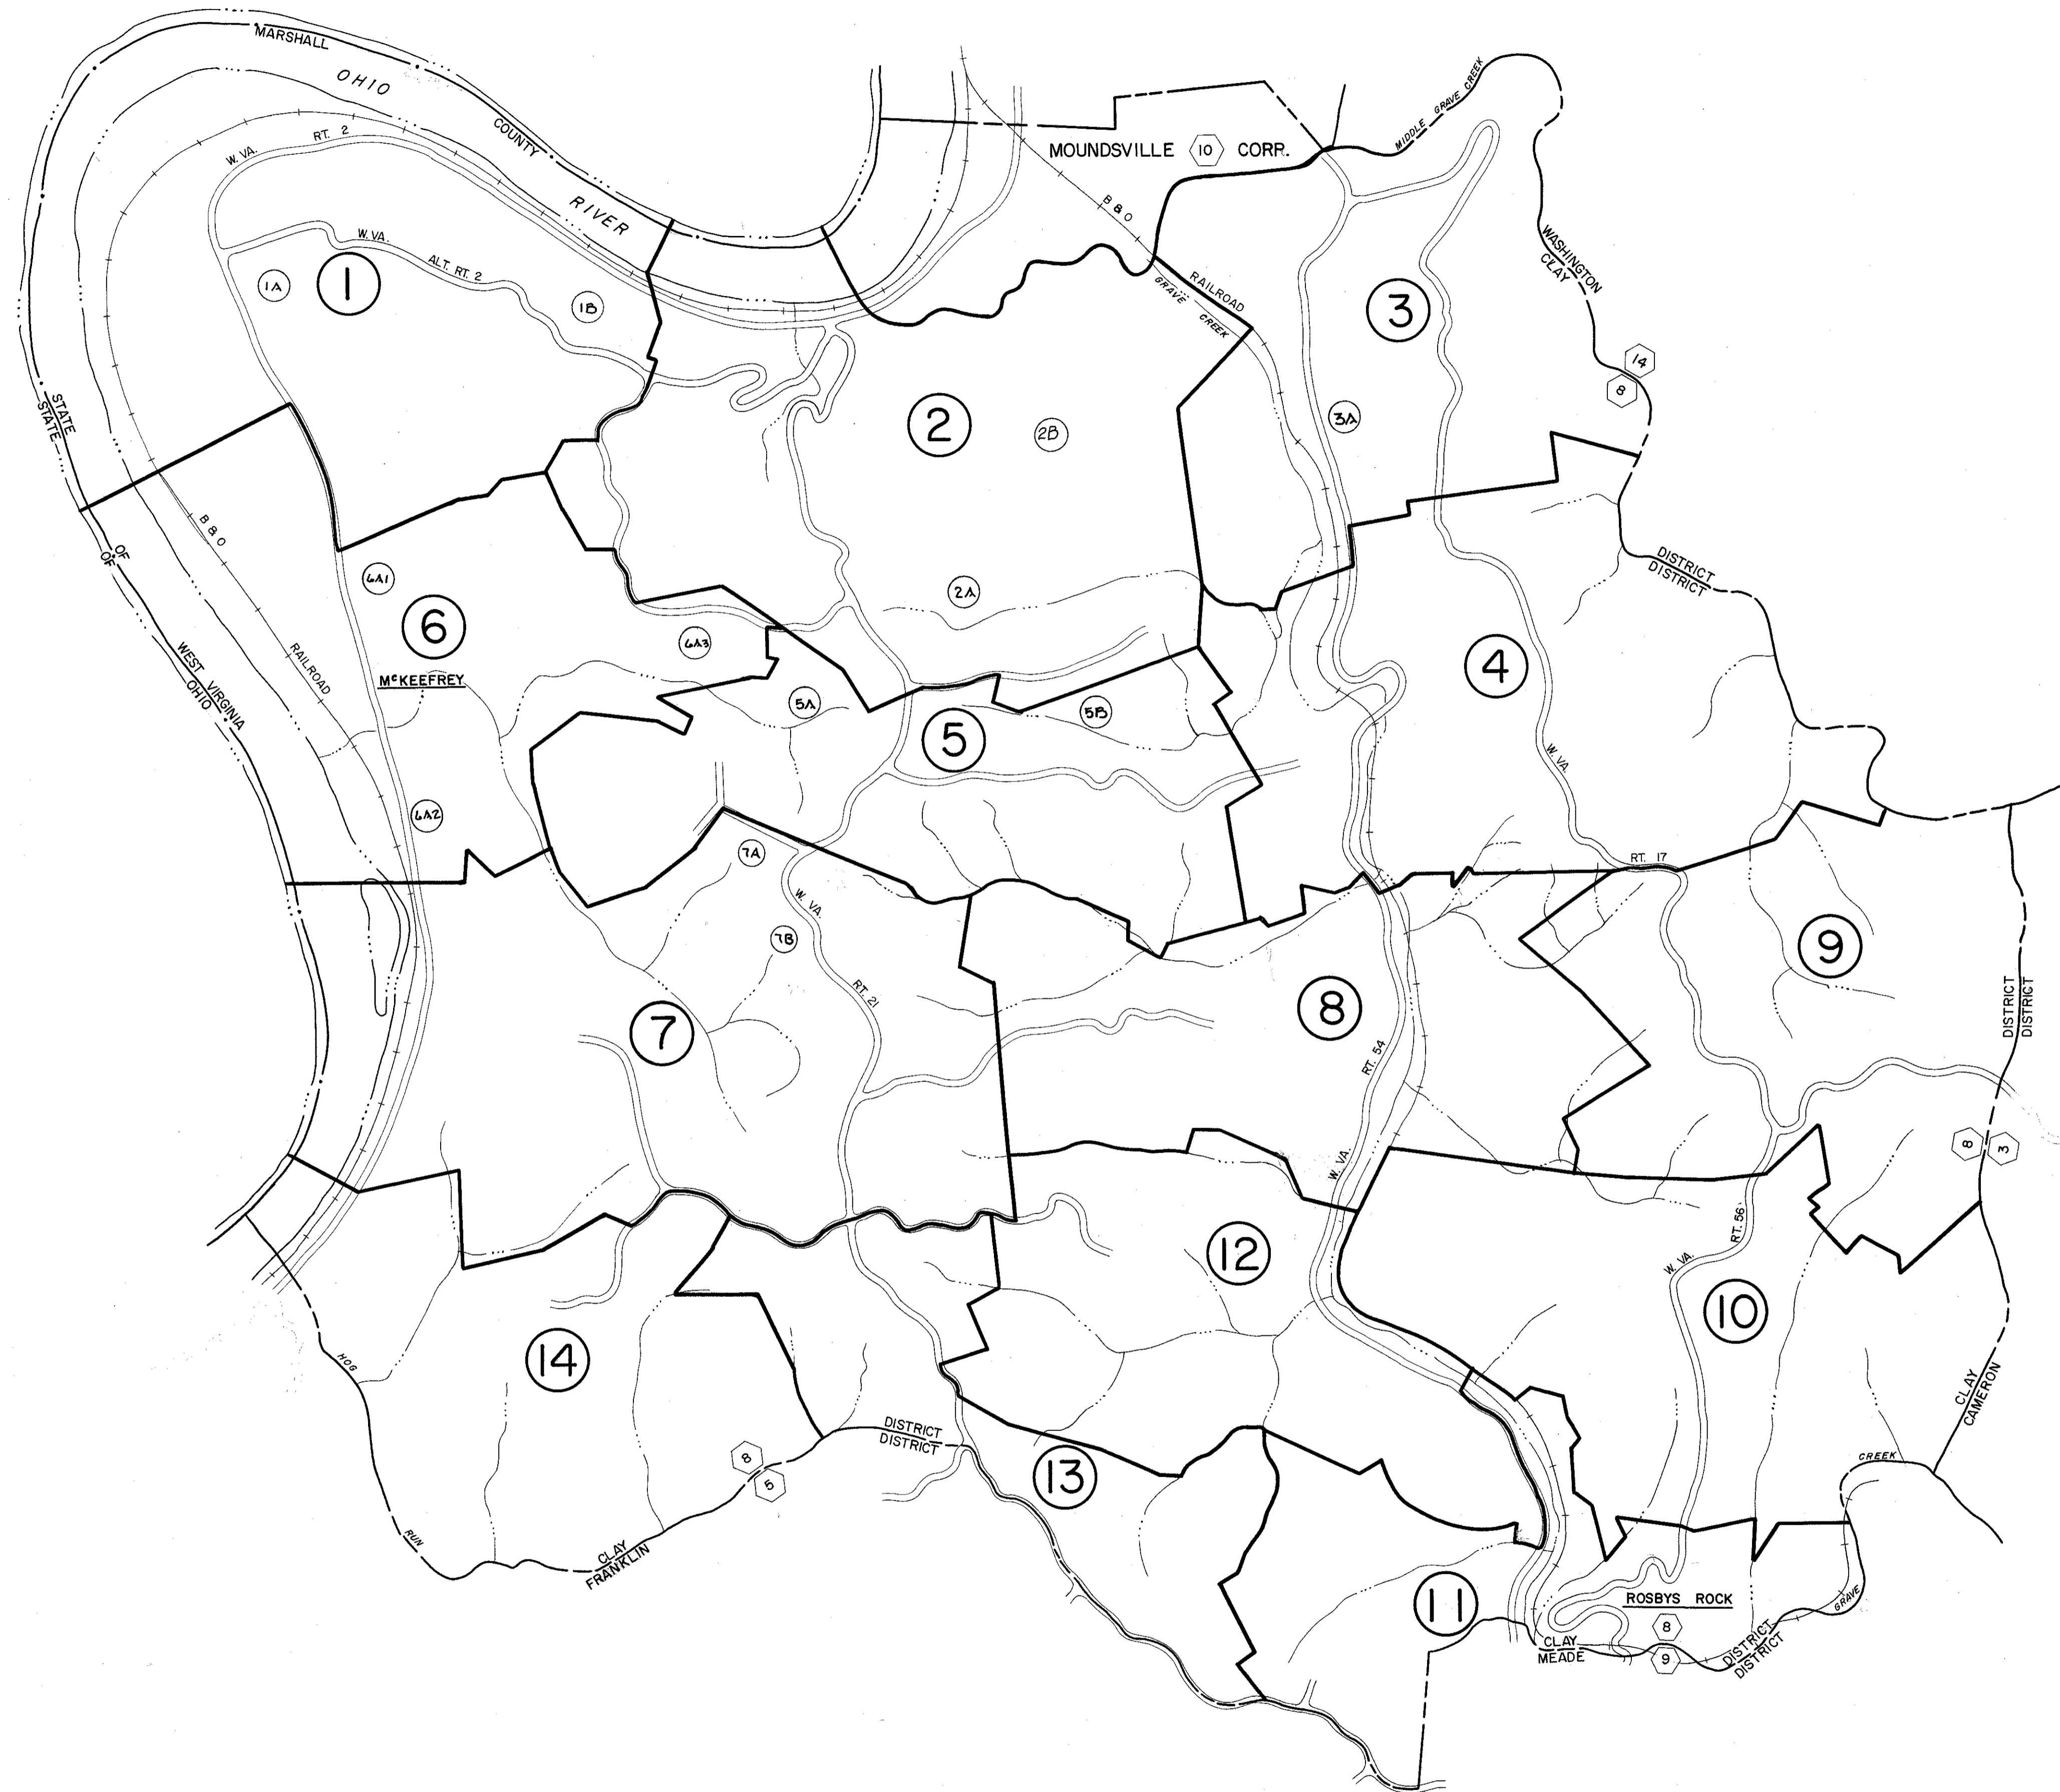 MARSHALL
OHIO
COUNTY
RT. 2
W. VA.
RIVER
MOUNDSVILLE 10 CORR.
MIDDLE GRAVE CREEK
B & O
RAILROAD
GRAVE
CREEK
W. VA.
ALT. RT. 2
1A
1
1B
3
WASHINGTON
CLAY
14
8
STATE
STATE
2
2B
3A
B & O
OF
OF
6A1
2A
DISTRICT
DISTRICT
6
6A3
4
WEST VIRGINIA
OHIO
RAILROAD
McKEEFREY
5A
5B
5
W. VA.
6A2
7A
RT. 17
W. VA.
7B
9
RT. 21
7
8
RT. 54
DISTRICT
DISTRICT
8
3
W. VA.
12
RT. 56
W. VA.
10
HOG
14
CLAY
CAMERON
DISTRICT
DISTRICT
8
5
13
CREEK
RUN
CLAY
FRANKLIN
11
ROSBYS ROCK
GRAVE
8
CLAY
MEADE
9
DISTRICT
DISTRICT